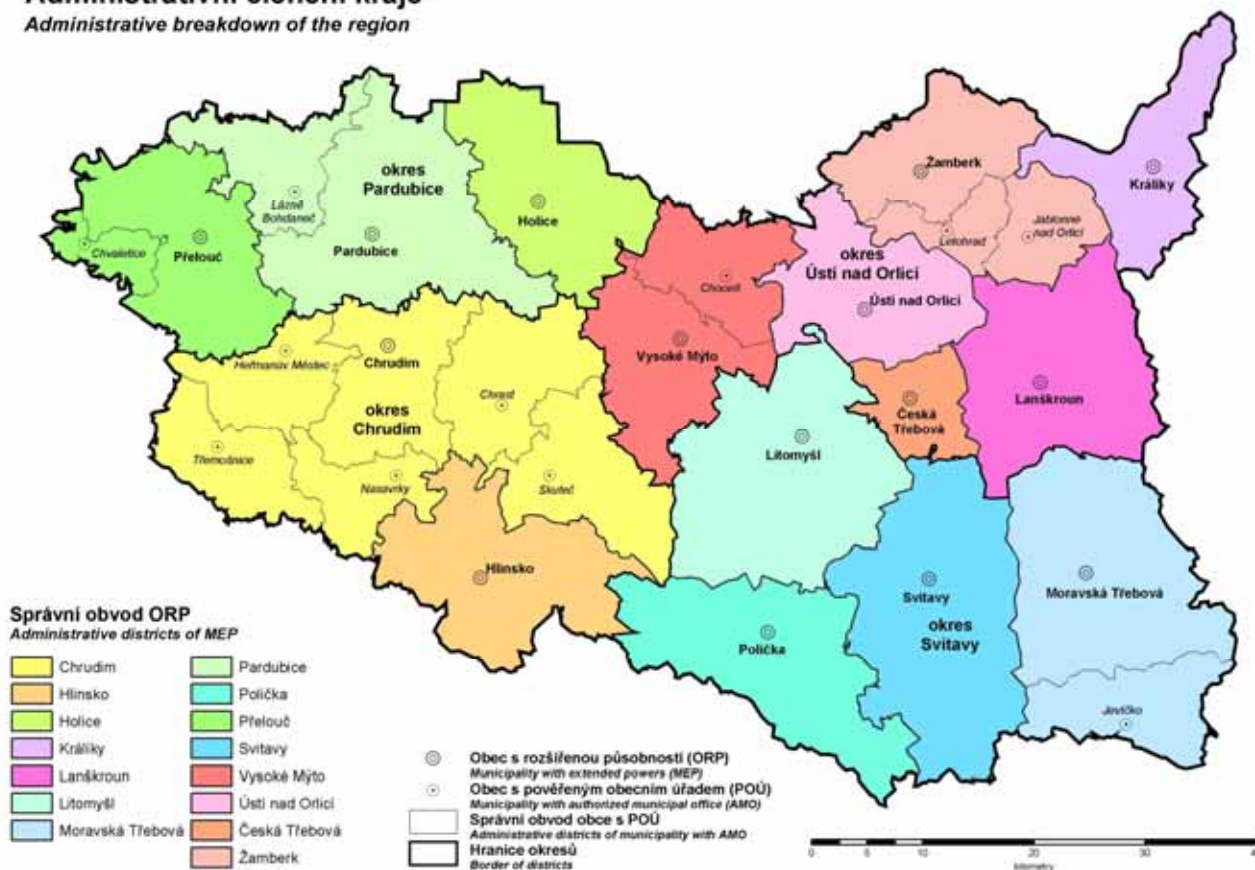 Administrative breakdown of the region
Žamberk
Králiky
okres
Pardubice
Lázně
Bohdaneč
Holice
Letohrad
Jablonné
nad Orlicí
Chvaletice
Přelouč
Pardubice
okres
Ústí nad Orlicí
Choceň
Ústí nad Orlicí
Heřmanův Městec
Chrudim
Vysoké Mýto
Chrast
Lanškroun
okres
Chrudim
Česká
Třebová
Litomyšl
Třemošnice
Nasavrky
Skuteč
Hlinsko
Svitavy
Moravská Třebová
okres
Svitavy
Polička
Jevíčko
Správní obvod ORP
Administrative districts of MEP
Chrudim
Hlinsko
Holice
Králiky
Lanškroun
Litomyšl
Moravská Třebová
Pardubice
Polička
Přelouč
Svitavy
Vysoké Mýto
Ústí nad Orlicí
Česká Třebová
Žamberk
Obec s rozšířenou působností (ORP)
Municipality with extended powers (MEP)
Obec s pověřeným obecním úřadem (POÚ)
Municipality with authorized municipal office (AMO)
Správní obvod obce s POÚ
Administrative districts of municipality with AMO
Hranice okresů
Border of districts
0 5 10 20 30
kilometry